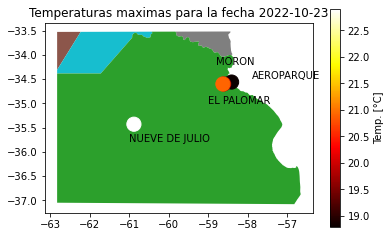 Temperaturas maximas para la fecha 2022-10-23
−33.5
−34.0
−34.5
−35.0
−35.5
−36.0
−36.5
−37.0
MORON
AEROPARQUE
EL PALOMAR
NUEVE DE JULIO
−63 −62 −61 −60 −59 −58 −57
22.5
22.0
21.5
21.0
20.5
20.0
19.5
19.0
Temp. [°C]